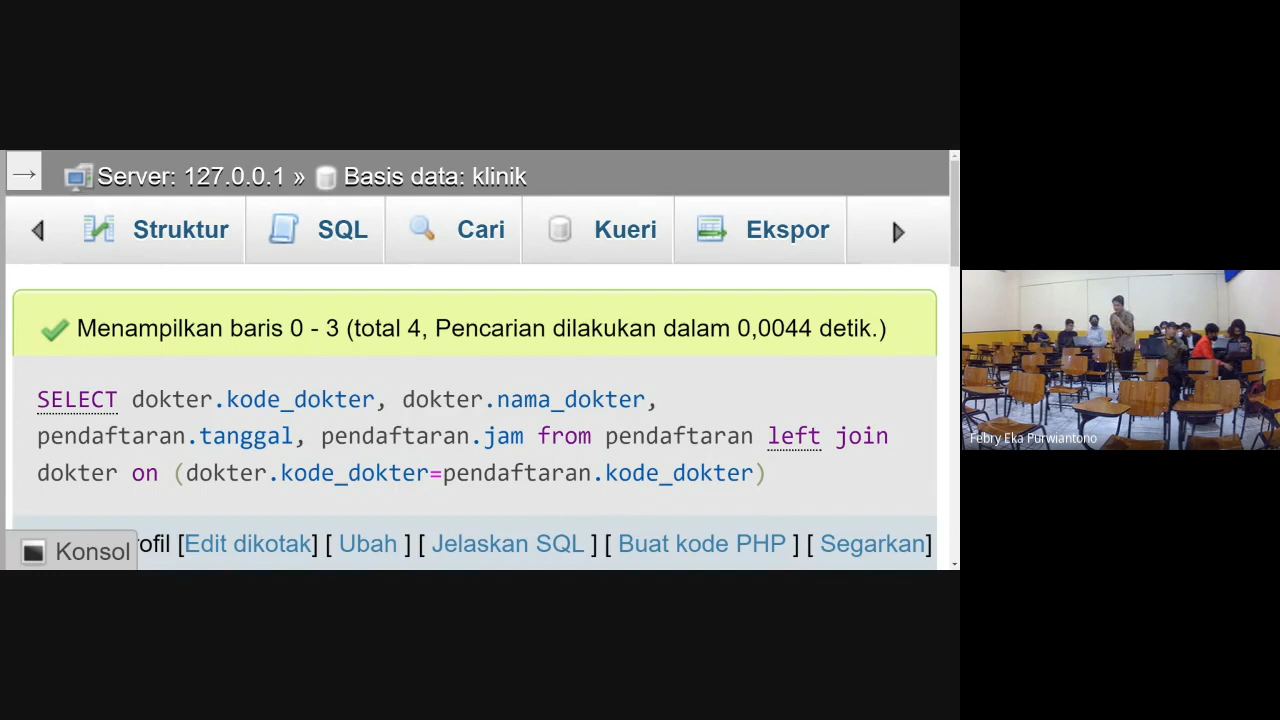 Server: 127.0.0.1 » Basis data: klinik
Struktur SQL Cari Kueri Ekspor
Menampilkan baris 0 - 3 (total 4, Pencarian dilakukan dalam 0,0044 detik.)
SELECT dokter.kode_dokter, dokter.nama_dokter,
pendaftaran.tanggal, pendaftaran.jam from pendaftaran left join
dokter on (dokter.kode_dokter=pendaftaran.kode_dokter)
Konsol ofil [Edit dikotak] [ Ubah ] [ Jelaskan SQL ] [ Buat kode PHP ] [ Segarkan]
Febry Eka Purwiantono